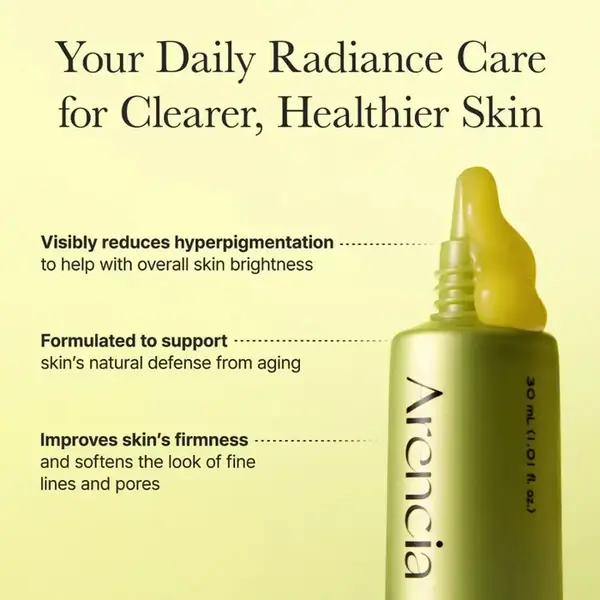 Your Daily Radiance Care
for Clearer, Healthier Skin
Visibly reduces hyperpigmentation
to help with overall skin brightness
Formulated to support
skin's natural defense from aging
Improves skin's firmness
and softens the look of fine
lines and pores
Arencia
30 mL (1.01 fl. oz.)